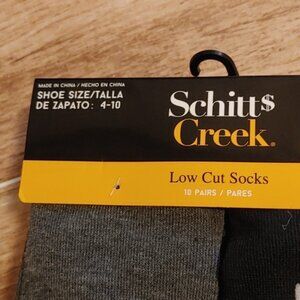 MADE IN CHINA / HECHO EN CHINA
SHOE SIZE/TALLA
DE ZAPATO: 4-10
Schitt$
Creek®
Low Cut Socks
10 PAIRS / PARES